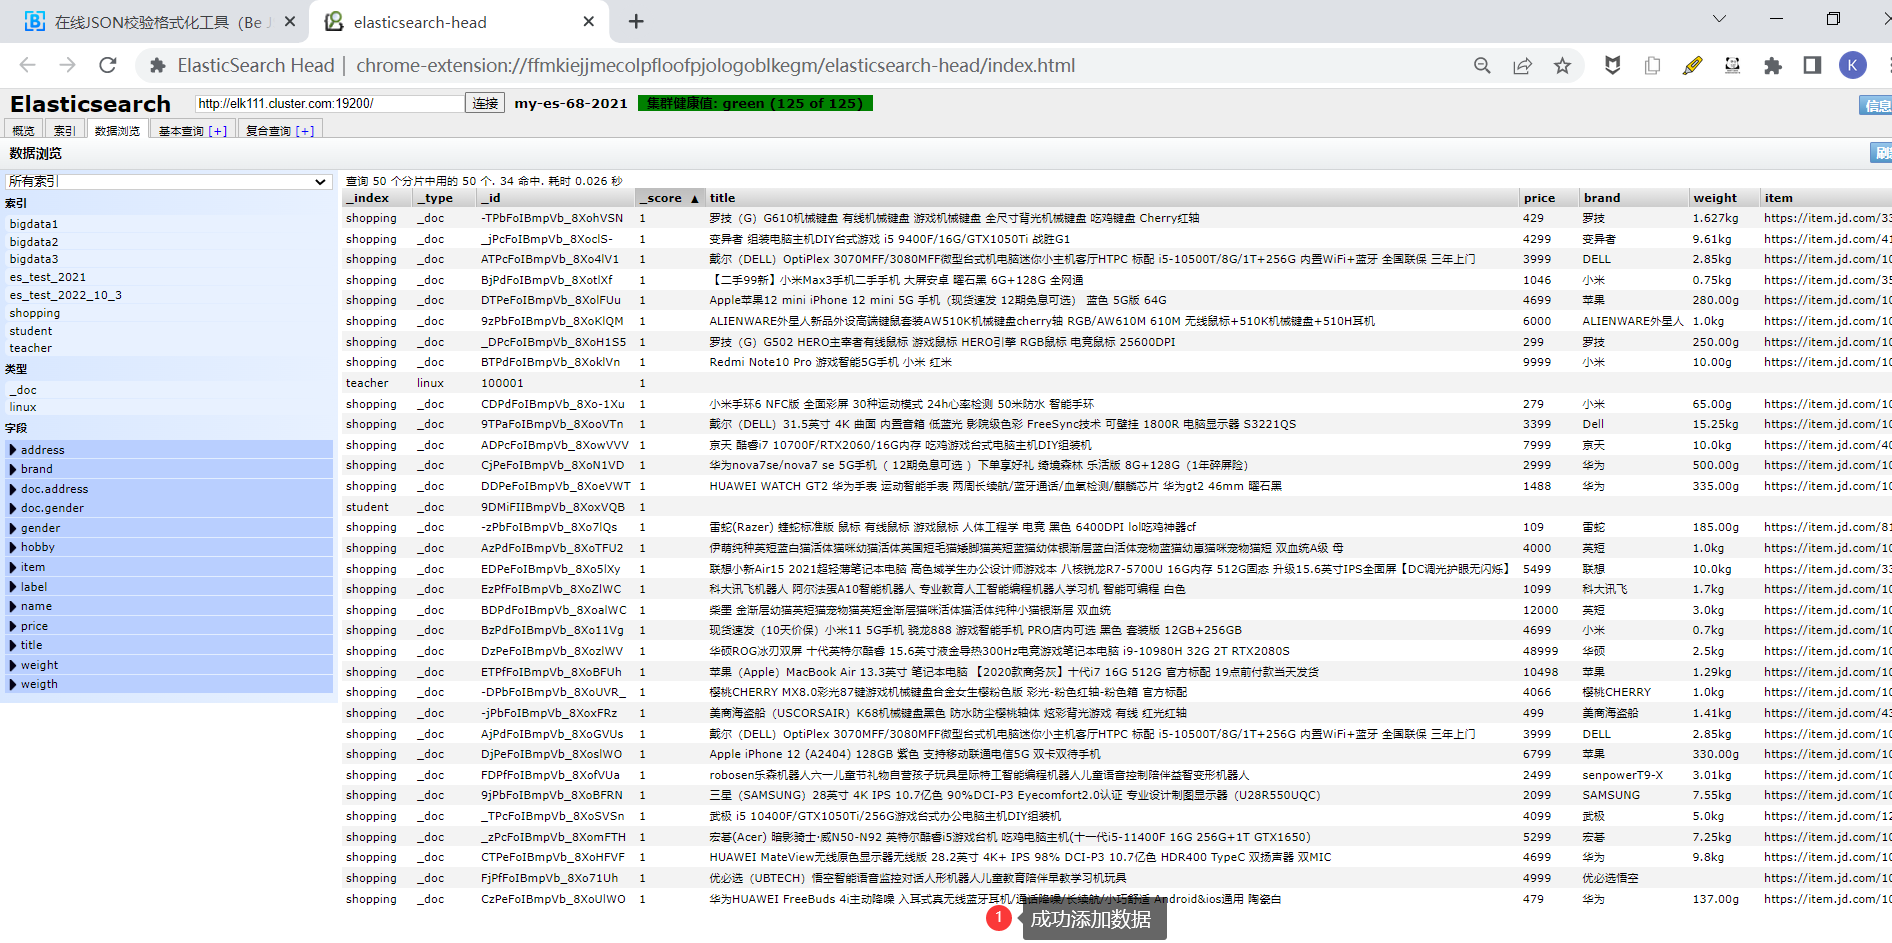 在线JSON校验格式化工具（Be J
elasticsearch-head
ElasticSearch Head | chrome-extension://ffmkiejjmecolpfloofpjologoblkegm/elasticsearch-head/index.html
K
Elasticsearch http://elk111.cluster.com:19200/ 连接 my-es-68-2021 集群健康值: green (125 of 125) 信息
概览 索引 数据浏览 基本查询 [+] 复合查询 [+]
数据浏览 刷
所有索引
索引
bigdata1
bigdata2
bigdata3
es_test_2021
es_test_2022_10_3
shopping
student
teacher
类型
_doc
linux
字段
address
brand
doc.address
doc.gender
gender
hobby
item
label
name
price
title
weight
weigth
查询 50 个分片中用的 50 个. 34 命中. 耗时 0.026 秒
_index _type _id _score ▲ title price brand weight item
shopping _doc -TPbFoIBmpVb_8XohVSN 1 罗技（G）G610机械键盘 有线机械键盘 游戏机械键盘 全尺寸背光机械键盘 吃鸡键盘 Cherry红轴 429 罗技 1.627kg https://item.jd.com/33
shopping _doc _jPcFoIBmpVb_8XoclS- 1 变异者 组装电脑主机DIY台式游戏 i5 9400F/16G/GTX1050Ti 战胜G1 4299 变异者 9.61kg https://item.jd.com/41
shopping _doc ATPcFoIBmpVb_8Xo4lV1 1 戴尔（DELL）OptiPlex 3070MFF/3080MFF微型台式机电脑迷你小主机客厅HTPC 标配 i5-10500T/8G/1T+256G 内置WiFi+蓝牙 全国联保 三年上门 3999 DELL 2.85kg https://item.jd.com/10
shopping _doc BjPdFoIBmpVb_8XotlXf 1 【二手99新】小米Max3手机二手手机 大屏安卓 曜石黑 6G+128G 全网通 1046 小米 0.75kg https://item.jd.com/35
shopping _doc DTPeFoIBmpVb_8XolFUu 1 Apple苹果12 mini iPhone 12 mini 5G 手机（现货速发 12期免息可选） 蓝色 5G版 64G 4699 苹果 280.00g https://item.jd.com/10
shopping _doc 9zPbFoIBmpVb_8XoKlQM 1 ALIENWARE外星人新品外设高端键鼠套装AW510K机械键盘cherry轴 RGB/AW610M 610M 无线鼠标+510K机械键盘+510H耳机 6000 ALIENWARE外星人 1.0kg https://item.jd.com/10
shopping _doc _DPcFoIBmpVb_8XoH1S5 1 罗技（G）G502 HERO主宰者有线鼠标 游戏鼠标 HERO引擎 RGB鼠标 电竞鼠标 25600DPI 299 罗技 250.00g https://item.jd.com/10
shopping _doc BTPdFoIBmpVb_8XoklVn 1 Redmi Note10 Pro 游戏智能5G手机 小米 红米 9999 小米 10.00g https://item.jd.com/10
teacher linux 100001 1
shopping _doc CDPdFoIBmpVb_8Xo-1Xu 1 小米手环6 NFC版 全面彩屏 30种运动模式 24h心率检测 50米防水 智能手环 279 小米 65.00g https://item.jd.com/10
shopping _doc 9TPaFoIBmpVb_8XooVTn 1 戴尔（DELL）31.5英寸 4K 曲面 内置音箱 低蓝光 影院级色彩 FreeSync技术 可壁挂 1800R 电脑显示器 S3221QS 3399 Dell 15.25kg https://item.jd.com/10
shopping _doc ADPcFoIBmpVb_8XowVVV 1 京天 酷睿i7 10700F/RTX2060/16G内存 吃鸡游戏台式电脑主机DIY组装机 7999 京天 10.0kg https://item.jd.com/40
shopping _doc CjPeFoIBmpVb_8XoN1VD 1 华为nova7se/nova7 se 5G手机（ 12期免息可选 ）下单享好礼 绮境森林 乐活版 8G+128G（1年碎屏险） 2999 华为 500.00g https://item.jd.com/10
shopping _doc DDPeFoIBmpVb_8XoeVWT 1 HUAWEI WATCH GT2 华为手表 运动智能手表 两周长续航/蓝牙通话/血氧检测/麒麟芯片 华为gt2 46mm 曜石黑 1488 华为 335.00g https://item.jd.com/10
student _doc 9DMiFIIBmpVb_8XoxVQB 1
shopping _doc -zPbFoIBmpVb_8Xo7lQs 1 雷蛇(Razer) 蝰蛇标准版 鼠标 有线鼠标 游戏鼠标 人体工程学 电竞 黑色 6400DPI lol吃鸡神器cf 109 雷蛇 185.00g https://item.jd.com/81
shopping _doc AzPdFoIBmpVb_8XoTFU2 1 伊萌纯种英短蓝白猫活体猫咪幼猫活体英国短毛猫矮脚猫英短蓝猫幼体银渐层蓝白活体宠物蓝猫幼崽猫咪宠物猫短 双血统A级 母 4000 英短 1.0kg https://item.jd.com/10
shopping _doc EDPeFoIBmpVb_8Xo5lXy 1 联想小新Air15 2021超轻薄笔记本电脑 高色域学生办公设计师游戏本 八核锐龙R7-5700U 16G内存 512G固态 升级15.6英寸IPS全面屏【DC调光护眼无闪烁】 5499 联想 10.0kg https://item.jd.com/33
shopping _doc EzPfFoIBmpVb_8XoZlWC 1 科大讯飞机器人 阿尔法蛋A10智能机器人 专业教育人工智能编程机器人学习机 智能可编程 白色 1099 科大讯飞 1.7kg https://item.jd.com/10
shopping _doc BDPdFoIBmpVb_8XoalWC 1 柴墨 金渐层幼猫英短猫宠物猫英短金渐层猫咪活体猫活体纯种小猫银渐层 双血统 12000 英短 3.0kg https://item.jd.com/10
shopping _doc BzPdFoIBmpVb_8Xo11Vg 1 现货速发（10天价保）小米11 5G手机 骁龙888 游戏智能手机 PRO店内可选 黑色 套装版 12GB+256GB 4699 小米 0.7kg https://item.jd.com/10
shopping _doc DzPeFoIBmpVb_8XozlWV 1 华硕ROG冰刃双屏 十代英特尔酷睿 15.6英寸液金导热300Hz电竞游戏笔记本电脑 i9-10980H 32G 2T RTX2080S 48999 华硕 2.5kg https://item.jd.com/10
shopping _doc ETPfFoIBmpVb_8XoBFUh 1 苹果（Apple）MacBook Air 13.3英寸 笔记本电脑 【2020款商务灰】十代i7 16G 512G 官方标配 19点前付款当天发货 10498 苹果 1.29kg https://item.jd.com/10
shopping _doc -DPbFoIBmpVb_8XoUVR_ 1 樱桃CHERRY MX8.0彩光87键游戏机械键盘合金女生樱粉色版 彩光-粉色红轴-粉色箱 官方标配 4066 樱桃CHERRY 1.0kg https://item.jd.com/10
shopping _doc -jPbFoIBmpVb_8XoxFRz 1 美商海盗船（USCORSAIR）K68机械键盘黑色 防水防尘樱桃轴体 炫彩背光游戏 有线 红光红轴 499 美商海盗船 1.41kg https://item.jd.com/43
shopping _doc AjPdFoIBmpVb_8XoGVUs 1 戴尔（DELL）OptiPlex 3070MFF/3080MFF微型台式机电脑迷你小主机客厅HTPC 标配 i5-10500T/8G/1T+256G 内置WiFi+蓝牙 全国联保 三年上门 3999 DELL 2.85kg https://item.jd.com/10
shopping _doc DjPeFoIBmpVb_8XoslWO 1 Apple iPhone 12 (A2404) 128GB 紫色 支持移动联通电信5G 双卡双待手机 6799 苹果 330.00g https://item.jd.com/10
shopping _doc FDPfFoIBmpVb_8XofVUa 1 robosen乐森机器人六一儿童节礼物自营孩子玩具星际特工智能编程机器人儿童语音控制陪伴益智变形机器人 2499 senpowerT9-X 3.01kg https://item.jd.com/10
shopping _doc 9jPbFoIBmpVb_8XoBFRN 1 三星（SAMSUNG）28英寸 4K IPS 10.7亿色 90%DCI-P3 Eyecomfort2.0认证 专业设计制图显示器（U28R550UQC） 2099 SAMSUNG 7.55kg https://item.jd.com/10
shopping _doc _TPcFoIBmpVb_8XoSVSn 1 武极 i5 10400F/GTX1050Ti/256G游戏台式办公电脑主机DIY组装机 4099 武极 5.0kg https://item.jd.com/12
shopping _doc _zPcFoIBmpVb_8XomFTH 1 宏碁(Acer) 暗影骑士·威N50-N92 英特尔酷睿i5游戏台机 吃鸡电脑主机(十一代i5-11400F 16G 256G+1T GTX1650) 5299 宏碁 7.25kg https://item.jd.com/10
shopping _doc CTPeFoIBmpVb_8XoHFVF 1 HUAWEI MateView无线原色显示器无线版 28.2英寸 4K+ IPS 98% DCI-P3 10.7亿色 HDR400 TypeC 双扬声器 双MIC 4699 华为 9.8kg https://item.jd.com/10
shopping _doc FjPfFoIBmpVb_8Xo71Uh 1 优必选（UBTECH）悟空智能语音监控对话人形机器人儿童教育陪伴早教学习机玩具 4999 优必选悟空 1.0kg https://item.jd.com/10
shopping _doc CzPeFoIBmpVb_8XoUlWO 1 华为HUAWEI FreeBuds 4i主动降噪 入耳式真无线蓝牙耳机/通话降噪/长续航/小巧舒适 Android&ios通用 陶瓷白 479 华为 137.00g https://item.jd.com/10
1 成功添加数据